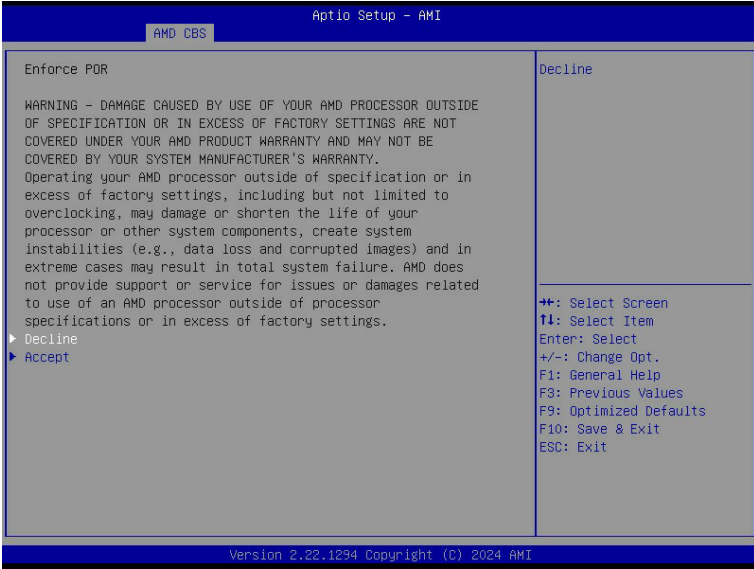 Aptio Setup – AMI
AMD CBS
Enforce POR
WARNING – DAMAGE CAUSED BY USE OF YOUR AMD PROCESSOR OUTSIDE
OF SPECIFICATION OR IN EXCESS OF FACTORY SETTINGS ARE NOT
COVERED UNDER YOUR AMD PRODUCT WARRANTY AND MAY NOT BE
COVERED BY YOUR SYSTEM MANUFACTURER'S WARRANTY.
Operating your AMD processor outside of specification or in
excess of factory settings, including but not limited to
overclocking, may damage or shorten the life of your
processor or other system components, create system
instabilities (e.g., data loss and corrupted images) and in
extreme cases may result in total system failure. AMD does
not provide support or service for issues or damages related
to use of an AMD processor outside of processor
specifications or in excess of factory settings.
Decline
Accept
Decline
→←: Select Screen
↑↓: Select Item
Enter: Select
+/-: Change Opt.
F1: General Help
F3: Previous Values
F9: Optimized Defaults
F10: Save & Exit
ESC: Exit
Version 2.22.1294 Copyright (C) 2024 AMI